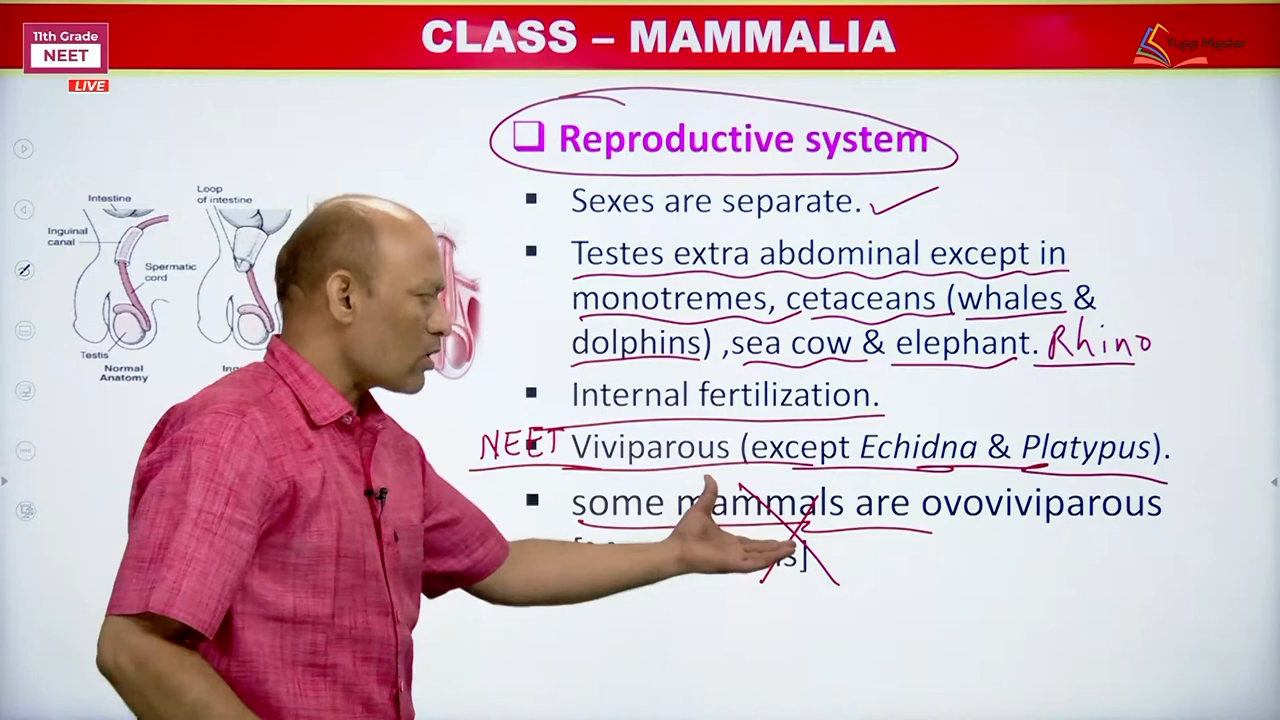 11th Grade
NEET
LIVE
CLASS – MAMMALIA
Yupp Master
Reproductive system
Sexes are separate.
Testes extra abdominal except in
monotremes, cetaceans (whales &
dolphins) ,sea cow & elephant. Rhino
Internal fertilization.
NEET Viviparous (except Echidna & Platypus).
some mammals are ovoviviparous
Intestine
Loop
of intestine
Inguinal
canal
Spermatic
cord
Testis
Normal
Anatomy